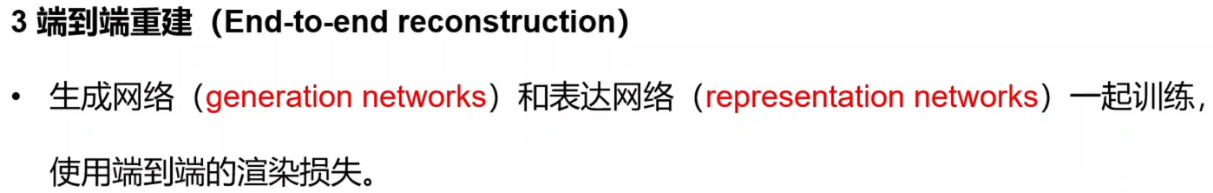 3 端到端重建（End-to-end reconstruction）
• 生成网络（generation networks）和表达网络（representation networks）一起训练，
使用端到端的渲染损失。